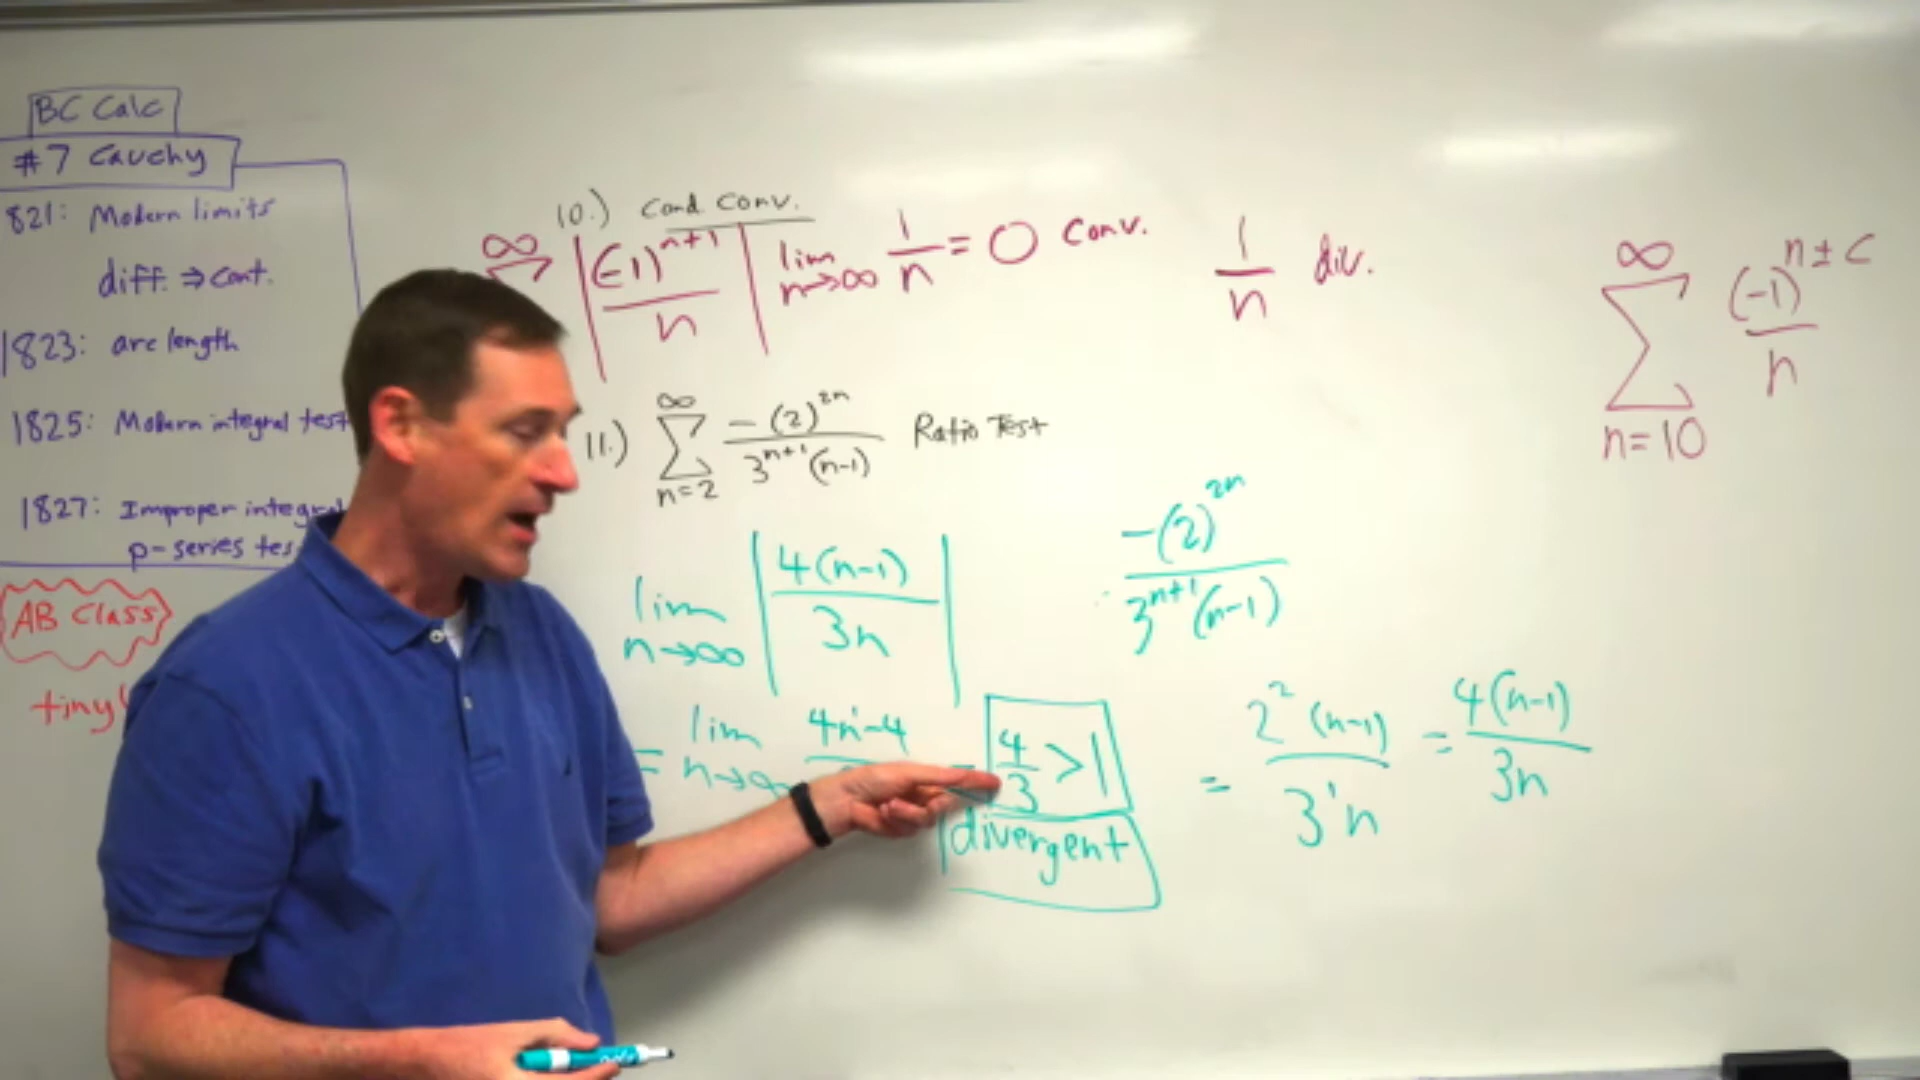 BC Calc
#7 Cauchy
821: Modern limits
diff. ⇒ cont.
1823: arc length
1825: Modern integral test
1827: Improper integral
p-series
AB Class
tiny
10.) Cond. Conv.
∞ | (-1)^{n+1} / n | lim n→∞ 1/n = 0 Conv.
1/n div.
∞ Σ n=10 (-1)^{n±C} / n
11.) ∞ Σ n=2 -(2)^{2n} / 3^{n+1}(n-1) Ratio Test
lim n→∞ | 4(n-1) / 3n |
-(2)^{2n} / 3^{n+1}(n-1)
= lim n→∞ 4n-4
= 4/3 >1
divergent
= 2^2 (n-1) / 3^1 n = 4(n-1) / 3n